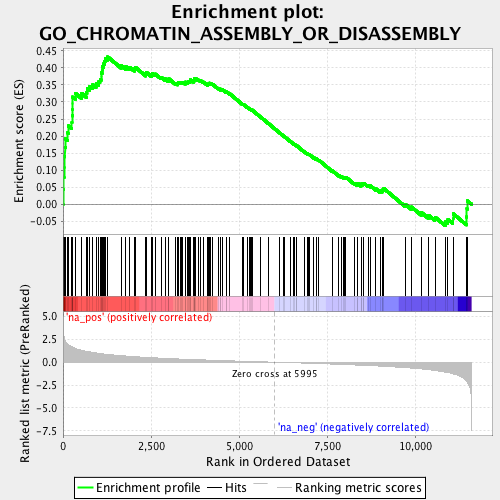 Enrichment plot:
GO_CHROMATIN_ASSEMBLY_OR_DISASSEMBLY
Enrichment score (ES)
0.45
0.40
0.35
0.30
0.25
0.20
0.15
0.10
0.05
0.00
-0.05
Ranked list metric (PreRanked)
5.0
2.5
0.0
-2.5
-5.0
-7.5
'na_pos' (positively correlated)
Zero cross at 5995
'na_neg' (negatively correlated)
0
2,500
5,000
7,500
10,000
Rank in Ordered Dataset
Enrichment profile
Hits
Ranking metric scores